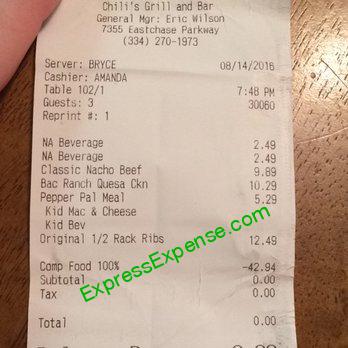 Chili's Grill and Bar
General Mgr: Eric Wilson
7355 Eastchase Parkway
(334) 270-1973
Server: BRYCE 08/14/2016
Cashier: AMANDA
Table 102/1 7:48 PM
Guests: 3 30060
Reprint #: 1
NA Beverage 2.49
NA Beverage 2.49
Classic Nacho Beef 9.89
Bac Ranch Quesa Ckn 10.29
Pepper Pal Meal 5.29
Kid Mac & Cheese
Kid Bev
Original 1/2 Rack Ribs 12.49
ExpressExpense.com
Comp Food 100% -42.94
Subtotal 0.00
Tax 0.00
Total 0.00